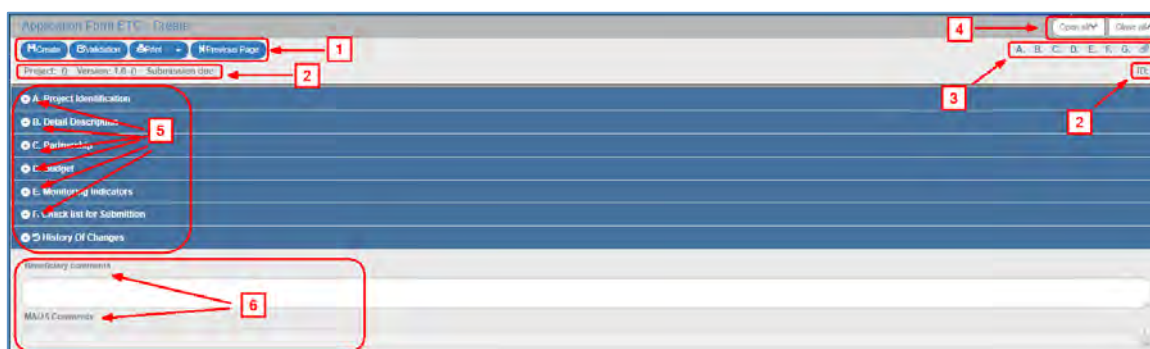 Application Form ETC - Create
Open all Close all
4
Create Validation Print Previous Page
1
A. B. C. D. E. F. G.
Project: () Version: 1.0 () Submission date:
2
3
ID:
2
A. Project Identification
B. Detail Description
5
C. Partnership
D. Budget
E. Monitoring Indicators
F. Check list for Submition
History Of Changes
Beneficiary Comments
6
MA/JS Comments